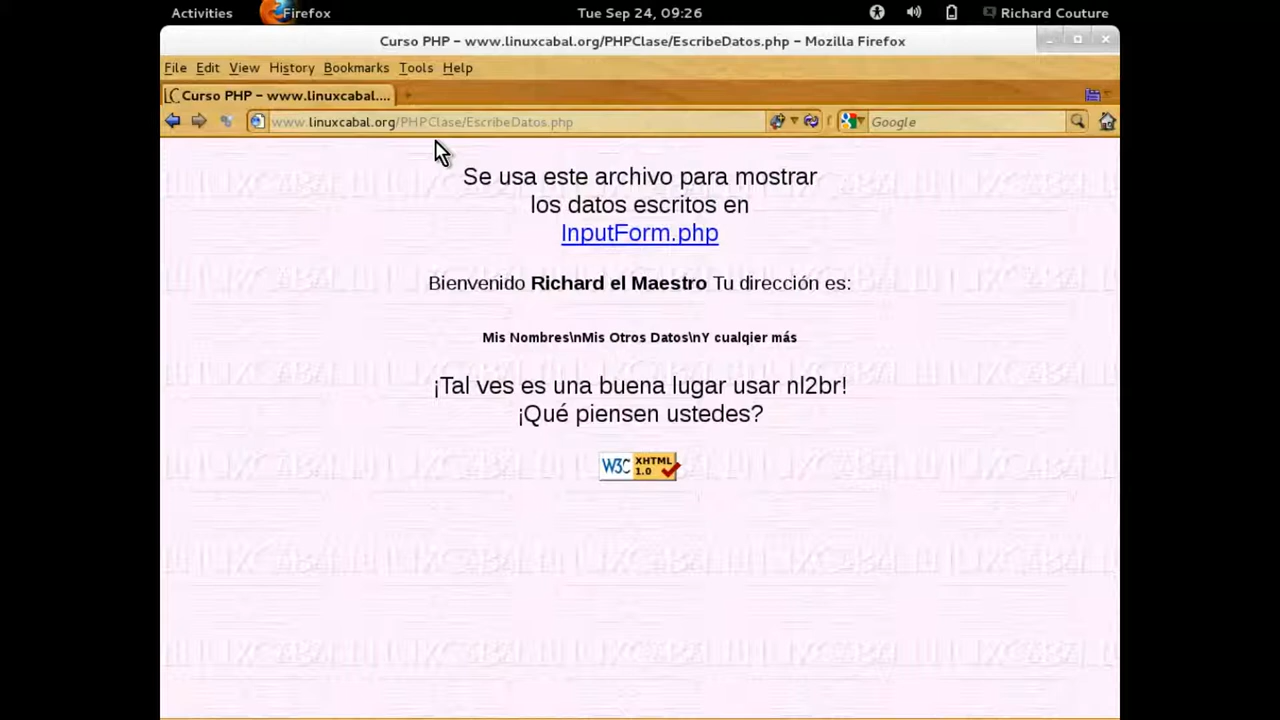 Activities Firefox Tue Sep 24, 09:26 Richard Couture
Curso PHP - www.linuxcabal.org/PHPClase/EscribeDatos.php - Mozilla Firefox
File Edit View History Bookmarks Tools Help
Curso PHP - www.linuxcabal.org....
www.linuxcabal.org/PHPClase/EscribeDatos.php Google
Se usa este archivo para mostrar
los datos escritos en
InputForm.php
Bienvenido Richard el Maestro Tu dirección es:
Mis Nombres\nMis Otros Datos\nY cualqier más
¡Tal ves es una buena lugar usar nl2br!
¡Qué piensen ustedes?
W3C XHTML
1.0